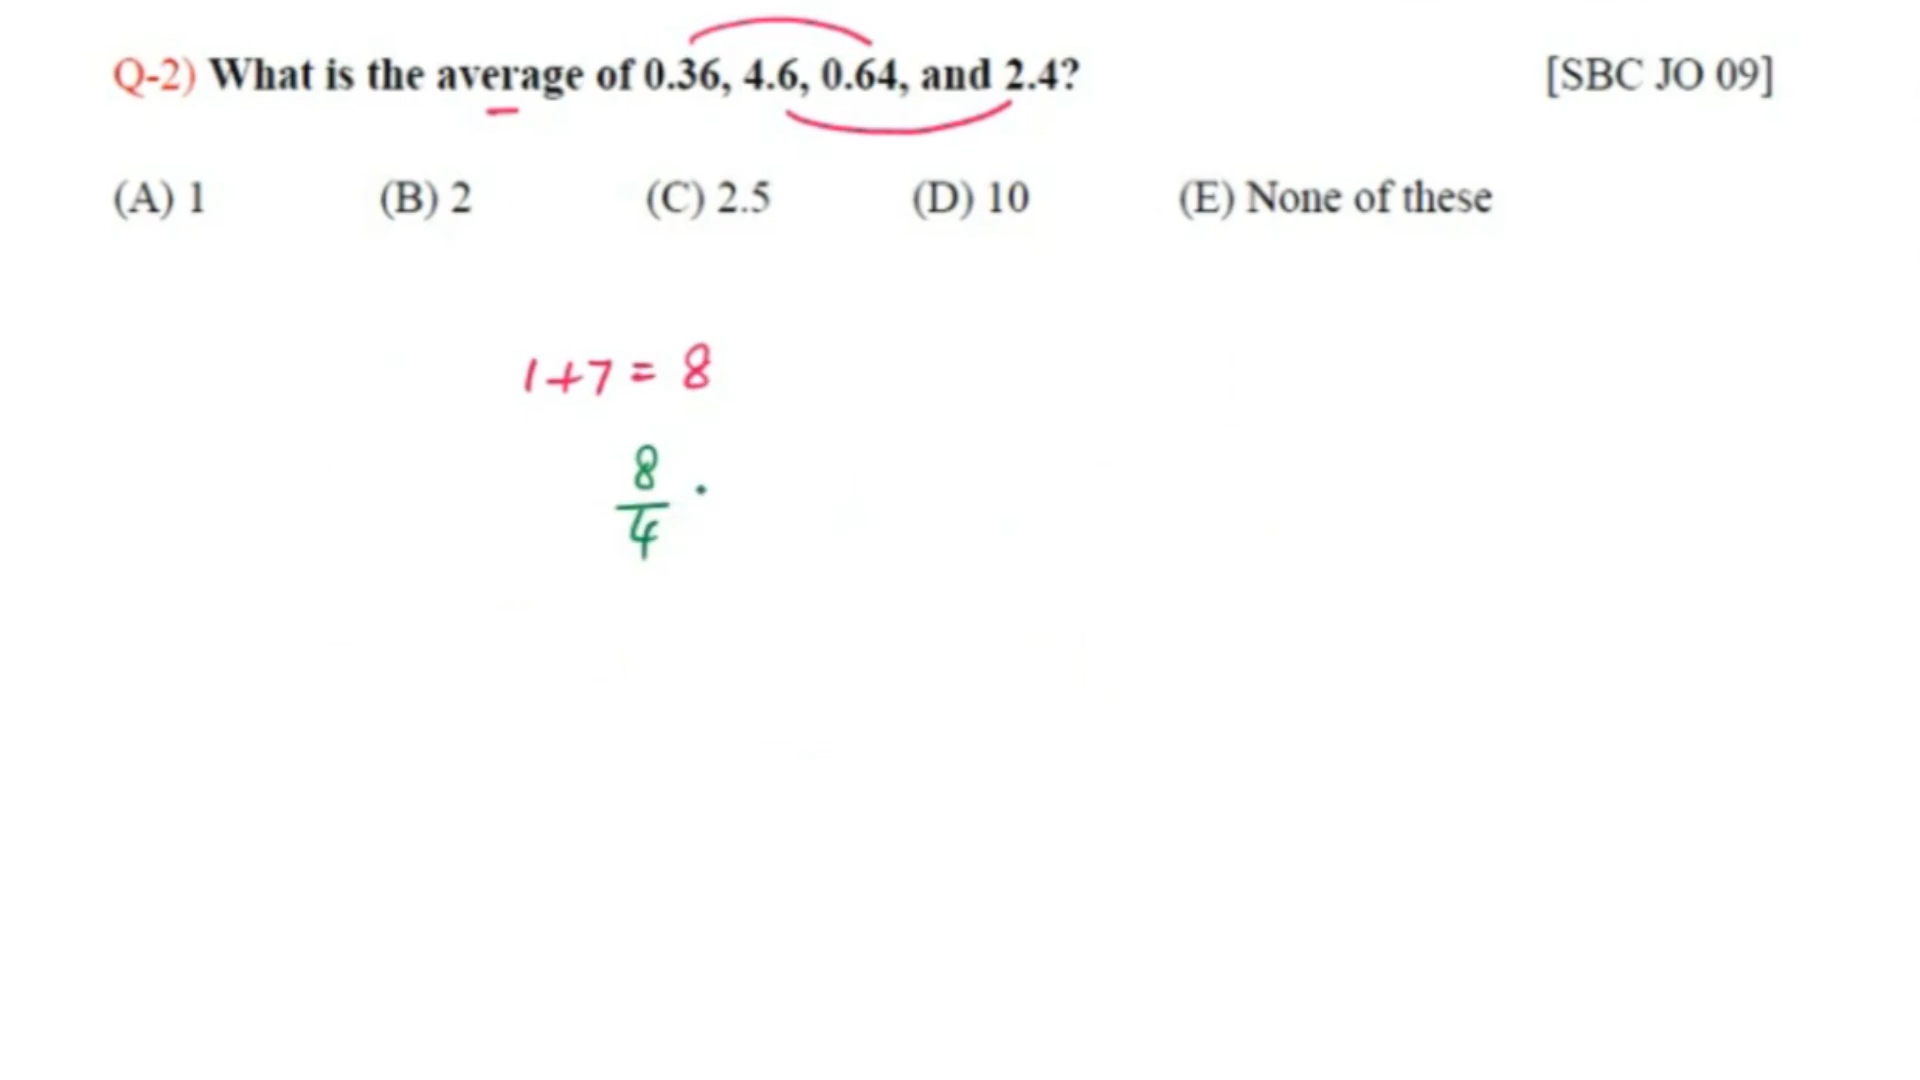 Q-2) What is the average of 0.36, 4.6, 0.64, and 2.4? [SBC JO 09]
(A) 1 (B) 2 (C) 2.5 (D) 10 (E) None of these
1+7 = 8
8
4